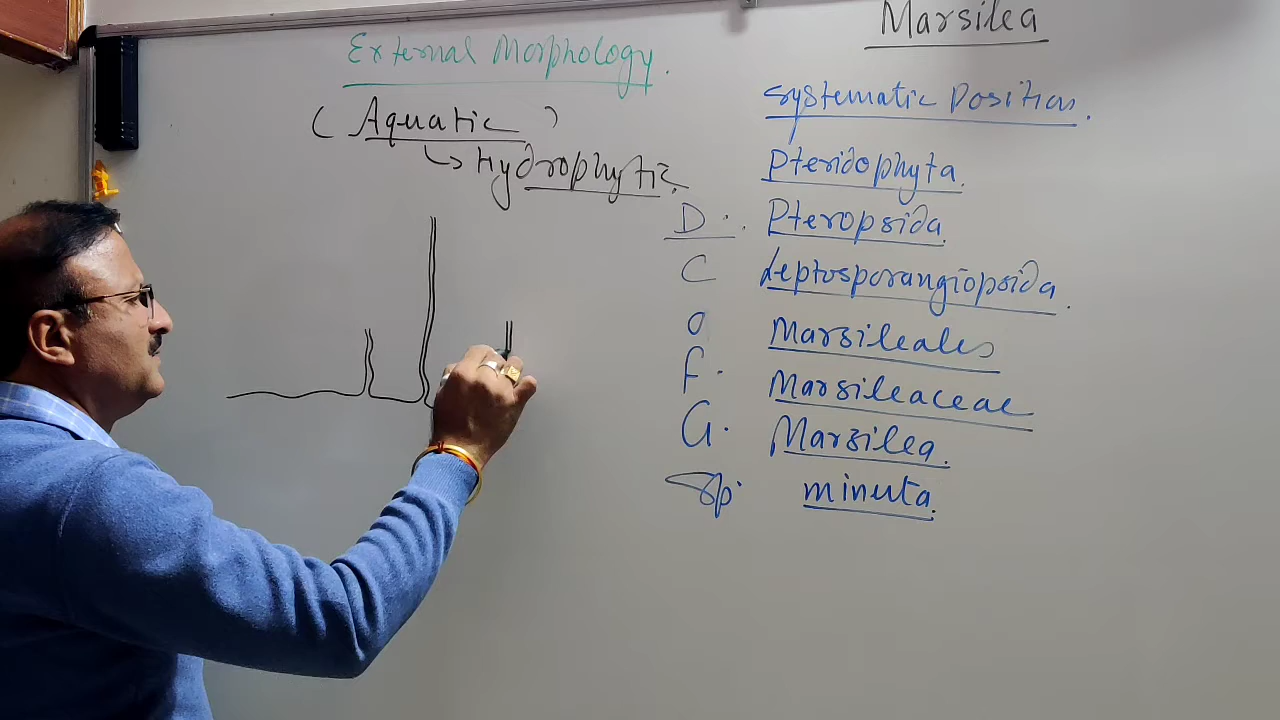 Marsilea
External Morphology.
(Aquatic)
↳ Hydrophytic.
Systematic Position.
Pteridophyta.
D. Pteropsida.
C Leptosporangiopsida.
O Marsileales
F. Marsileaceae
G. Marsilea.
Sp. minuta.